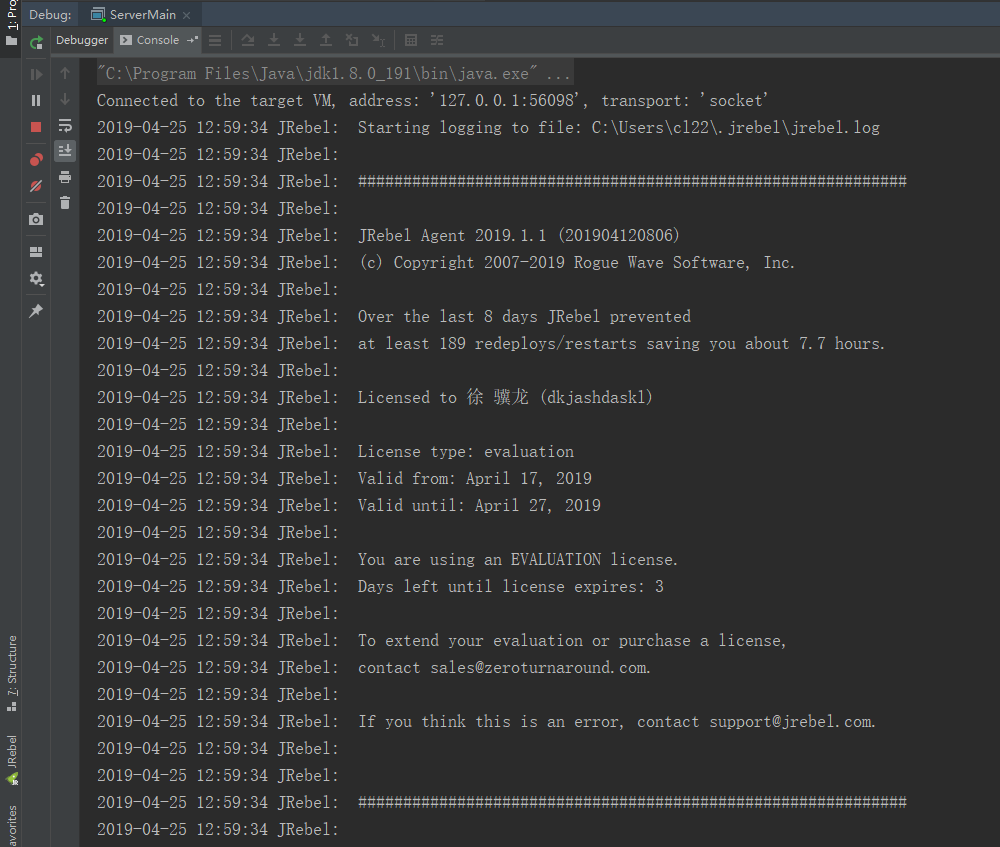 Debug: ServerMain
Debugger Console
"C:\Program Files\Java\jdk1.8.0_191\bin\java.exe" ...
Connected to the target VM, address: '127.0.0.1:56098', transport: 'socket'
2019-04-25 12:59:34 JRebel: Starting logging to file: C:\Users\cl22\.jrebel\jrebel.log
2019-04-25 12:59:34 JRebel:
2019-04-25 12:59:34 JRebel: #############################################################
2019-04-25 12:59:34 JRebel:
2019-04-25 12:59:34 JRebel: JRebel Agent 2019.1.1 (201904120806)
2019-04-25 12:59:34 JRebel: (c) Copyright 2007-2019 Rogue Wave Software, Inc.
2019-04-25 12:59:34 JRebel:
2019-04-25 12:59:34 JRebel: Over the last 8 days JRebel prevented
2019-04-25 12:59:34 JRebel: at least 189 redeploys/restarts saving you about 7.7 hours.
2019-04-25 12:59:34 JRebel:
2019-04-25 12:59:34 JRebel: Licensed to 徐 骥龙 (dkjashdaskl)
2019-04-25 12:59:34 JRebel:
2019-04-25 12:59:34 JRebel: License type: evaluation
2019-04-25 12:59:34 JRebel: Valid from: April 17, 2019
2019-04-25 12:59:34 JRebel: Valid until: April 27, 2019
2019-04-25 12:59:34 JRebel:
2019-04-25 12:59:34 JRebel: You are using an EVALUATION license.
2019-04-25 12:59:34 JRebel: Days left until license expires: 3
2019-04-25 12:59:34 JRebel:
2019-04-25 12:59:34 JRebel: To extend your evaluation or purchase a license,
2019-04-25 12:59:34 JRebel: contact sales@zeroturnaround.com.
2019-04-25 12:59:34 JRebel:
2019-04-25 12:59:34 JRebel: If you think this is an error, contact support@jrebel.com.
2019-04-25 12:59:34 JRebel:
2019-04-25 12:59:34 JRebel:
2019-04-25 12:59:34 JRebel: #############################################################
2019-04-25 12:59:34 JRebel:
7: Structure
JRebel